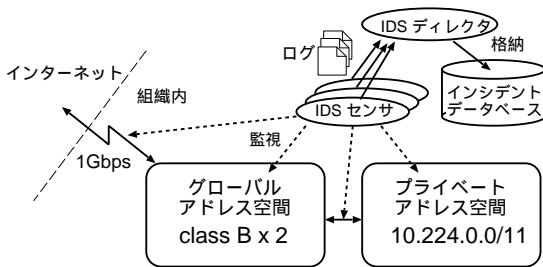 IDS ディレクタ
ログ
格納
インターネット
組織内
インシデント
データベース
IDS センサ
監視
1Gbps
グローバル
アドレス空間
class B x 2
プライベート
アドレス空間
10.224.0.0/11